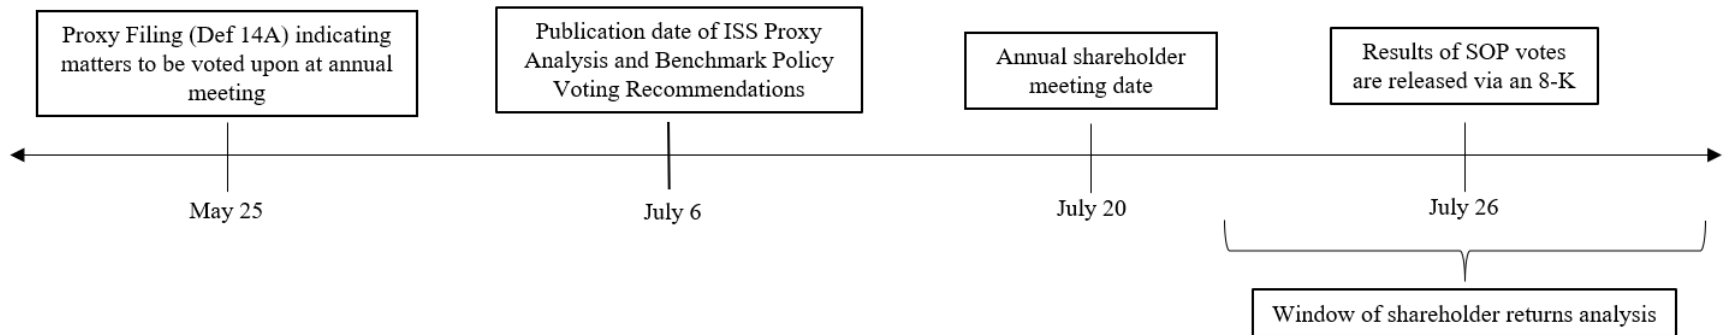 Proxy Filing (Def 14A) indicating
matters to be voted upon at annual
meeting
Publication date of ISS Proxy
Analysis and Benchmark Policy
Voting Recommendations
Annual shareholder
meeting date
Results of SOP votes
are released via an 8-K
May 25
July 6
July 20
July 26
Window of shareholder returns analysis